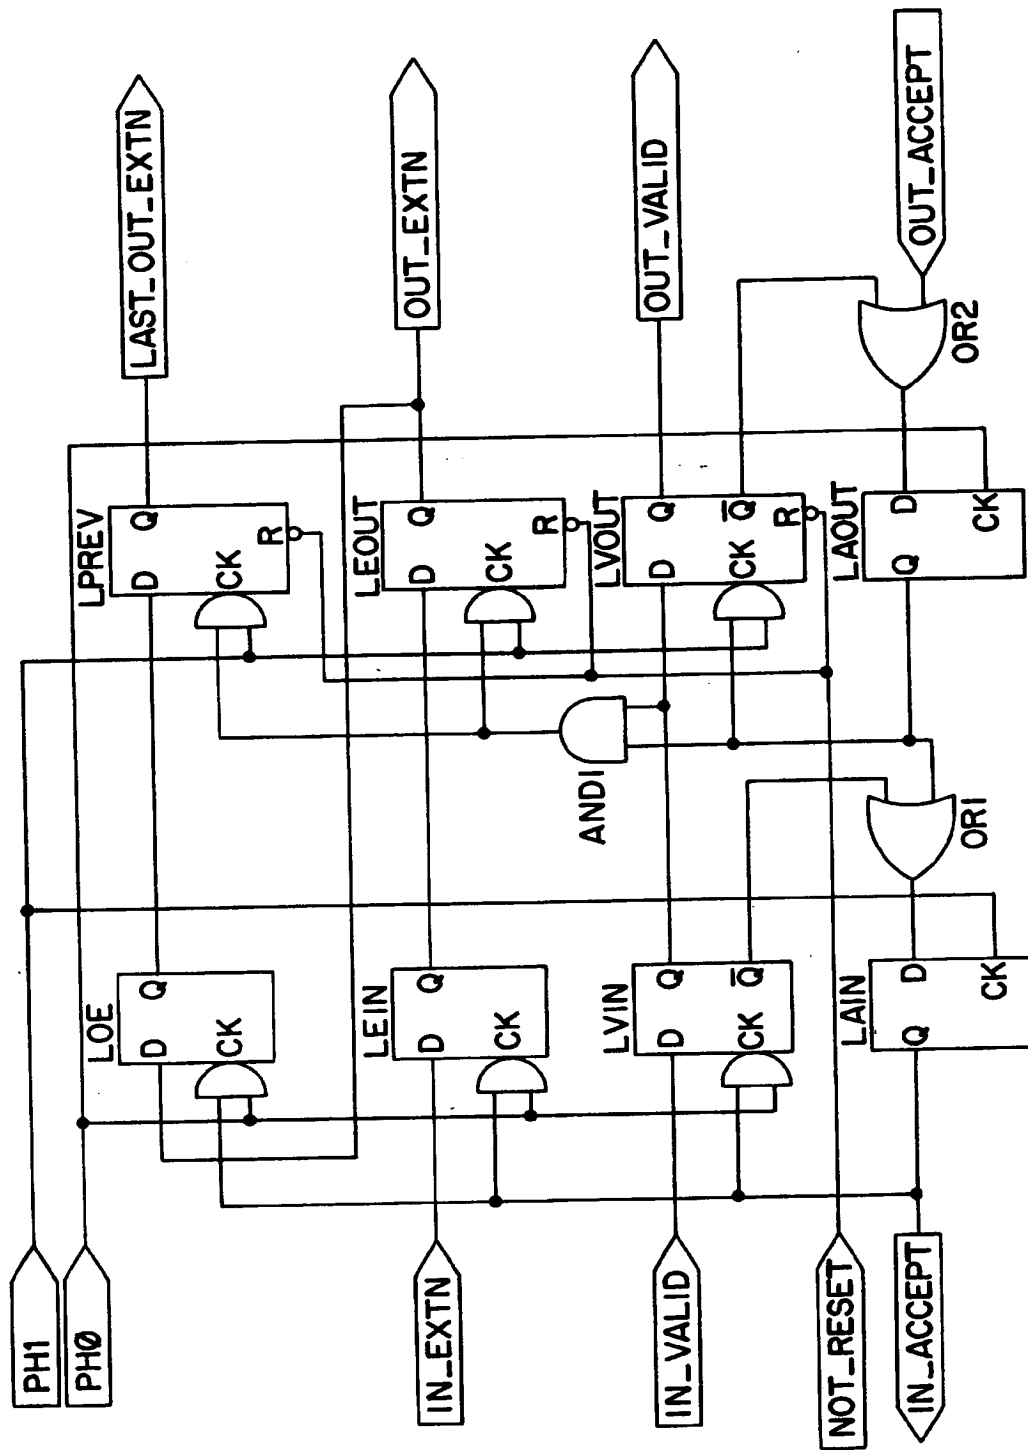 PH1
PHØ
LOE
D
Q
CK
LPREV
D
Q
CK
R
LAST_OUT_EXTN
IN_EXTN
LEIN
D
Q
CK
LEOUT
D
Q
CK
R
OUT_EXTN
AND1
IN_VALID
LVIN
D
Q
CK
Q̅
LVOUT
D
Q
CK
Q̅
R
OUT_VALID
NOT_RESET
IN_ACCEPT
LAIN
Q
D
CK
OR1
LAOUT
Q
D
CK
OR2
OUT_ACCEPT